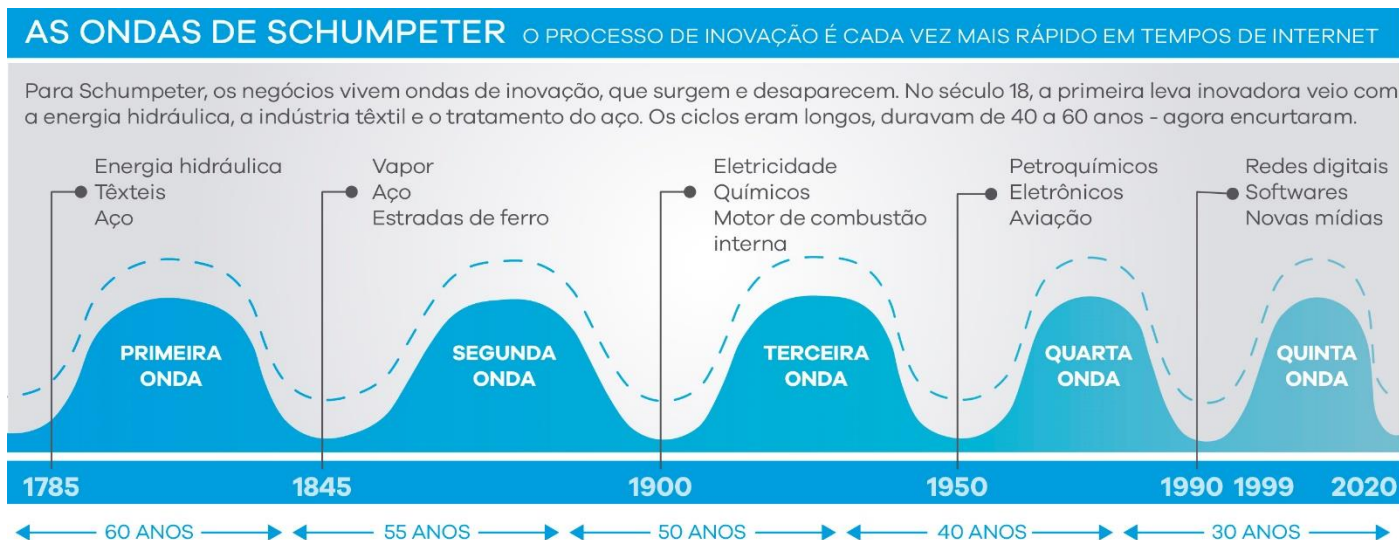 AS ONDAS DE SCHUMPETER O PROCESSO DE INOVAÇÃO É CADA VEZ MAIS RÁPIDO EM TEMPOS DE INTERNET
Para Schumpeter, os negócios vivem ondas de inovação, que surgem e desaparecem. No século 18, a primeira leva inovadora veio com
a energia hidráulica, a indústria têxtil e o tratamento do aço. Os ciclos eram longos, duravam de 40 a 60 anos - agora encurtaram.
Energia hidráulica
Têxteis
Aço
Vapor
Aço
Estradas de ferro
Eletricidade
Químicos
Motor de combustão
interna
Petroquímicos
Eletrônicos
Aviação
Redes digitais
Softwares
Novas mídias
PRIMEIRA
ONDA
SEGUNDA
ONDA
TERCEIRA
ONDA
QUARTA
ONDA
QUINTA
ONDA
1785 1845 1900 1950 1990 1999 2020
60 ANOS 55 ANOS 50 ANOS 40 ANOS 30 ANOS